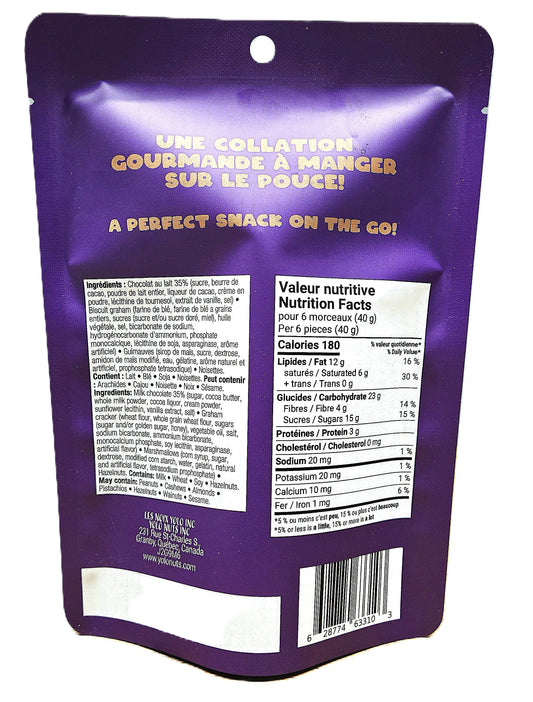 UNE COLLATION
GOURMANDE À MANGER
SUR LE POUCE!
A PERFECT SNACK ON THE GO!
Ingrédients : Chocolat au lait 35% (sucre, beurre de
cacao, poudre de lait entier, liqueur de cacao, crème en
poudre, lécithine de tournesol, extrait de vanille, sel) •
Biscuit graham (farine de blé, farine de blé a grains
entiers, sucres (sucre et/ou sucre doré, miel), huile
végétale, sel, bicarbonate de sodium,
hydrogénocarbonate d'ammonium, phosphate
monocalcique, lécithine de soja, asparaginase, arôme
artificiel) • Guimauves (sirop de maïs, sucre, dextrose,
amidon de maïs modifié, eau, gélatine, arôme naturel et
artificiel, prophosphate tetrasodique) • Noisettes.
Contient : Lait • Blé • Soja • Noisettes. Peut contenir
: Arachides • Cajou • Noisette • Noix • Sésame.
Ingredients: Milk chocolate 35% (sugar, cocoa butter,
whole milk powder, cocoa liquor, cream powder,
sunflower lecithin, vanilla extract, salt) • Graham
cracker (wheat flour, whole grain wheat flour, sugars
(sugar and/or golden sugar, honey), vegetable oil, salt,
sodium bicarbonate, ammonium bicarbonate,
monocalcium phosphate, soy lecithin, asparaginase,
artificial flavor) • Marshmallows (corn syrup, sugar,
dextrose, modified corn starch, water, gelatin, natural
and artificial flavor, tetrasodium prophosphate) •
Hazelnuts. Contains: Milk • Wheat • Soy • Hazelnuts.
May contain: Peanuts • Cashews • Almonds •
Pistachios • Hazelnuts • Walnuts • Sesame.
LES NOIX YOLO INC
YOLO NUTS INC
231 Rue St-Charles S.,
Granby, Québec, Canada
J2G9M6
www.yolonuts.com
Valeur nutritive
Nutrition Facts
pour 6 morceaux (40 g)
Per 6 pieces (40 g)
Calories 180 % valeur quotidienne*
% Daily Value*
Lipides / Fat 12 g 16 %
saturés / Saturated 6 g
+ trans / Trans 0 g 30 %
Glucides / Carbohydrate 23 g
Fibres / Fibre 4 g 14 %
Sucres / Sugars 15 g 15 %
Protéines / Protein 3 g
Cholestérol / Cholesterol 0 mg
Sodium 20 mg 1 %
Potassium 20 mg 1 %
Calcium 10 mg 1 %
Fer / Iron 1 mg 6 %
*5 % ou moins c'est peu, 15 % ou plus c'est beaucoup
*5% or less is a little, 15% or more is a lot
6 28774 63310 3